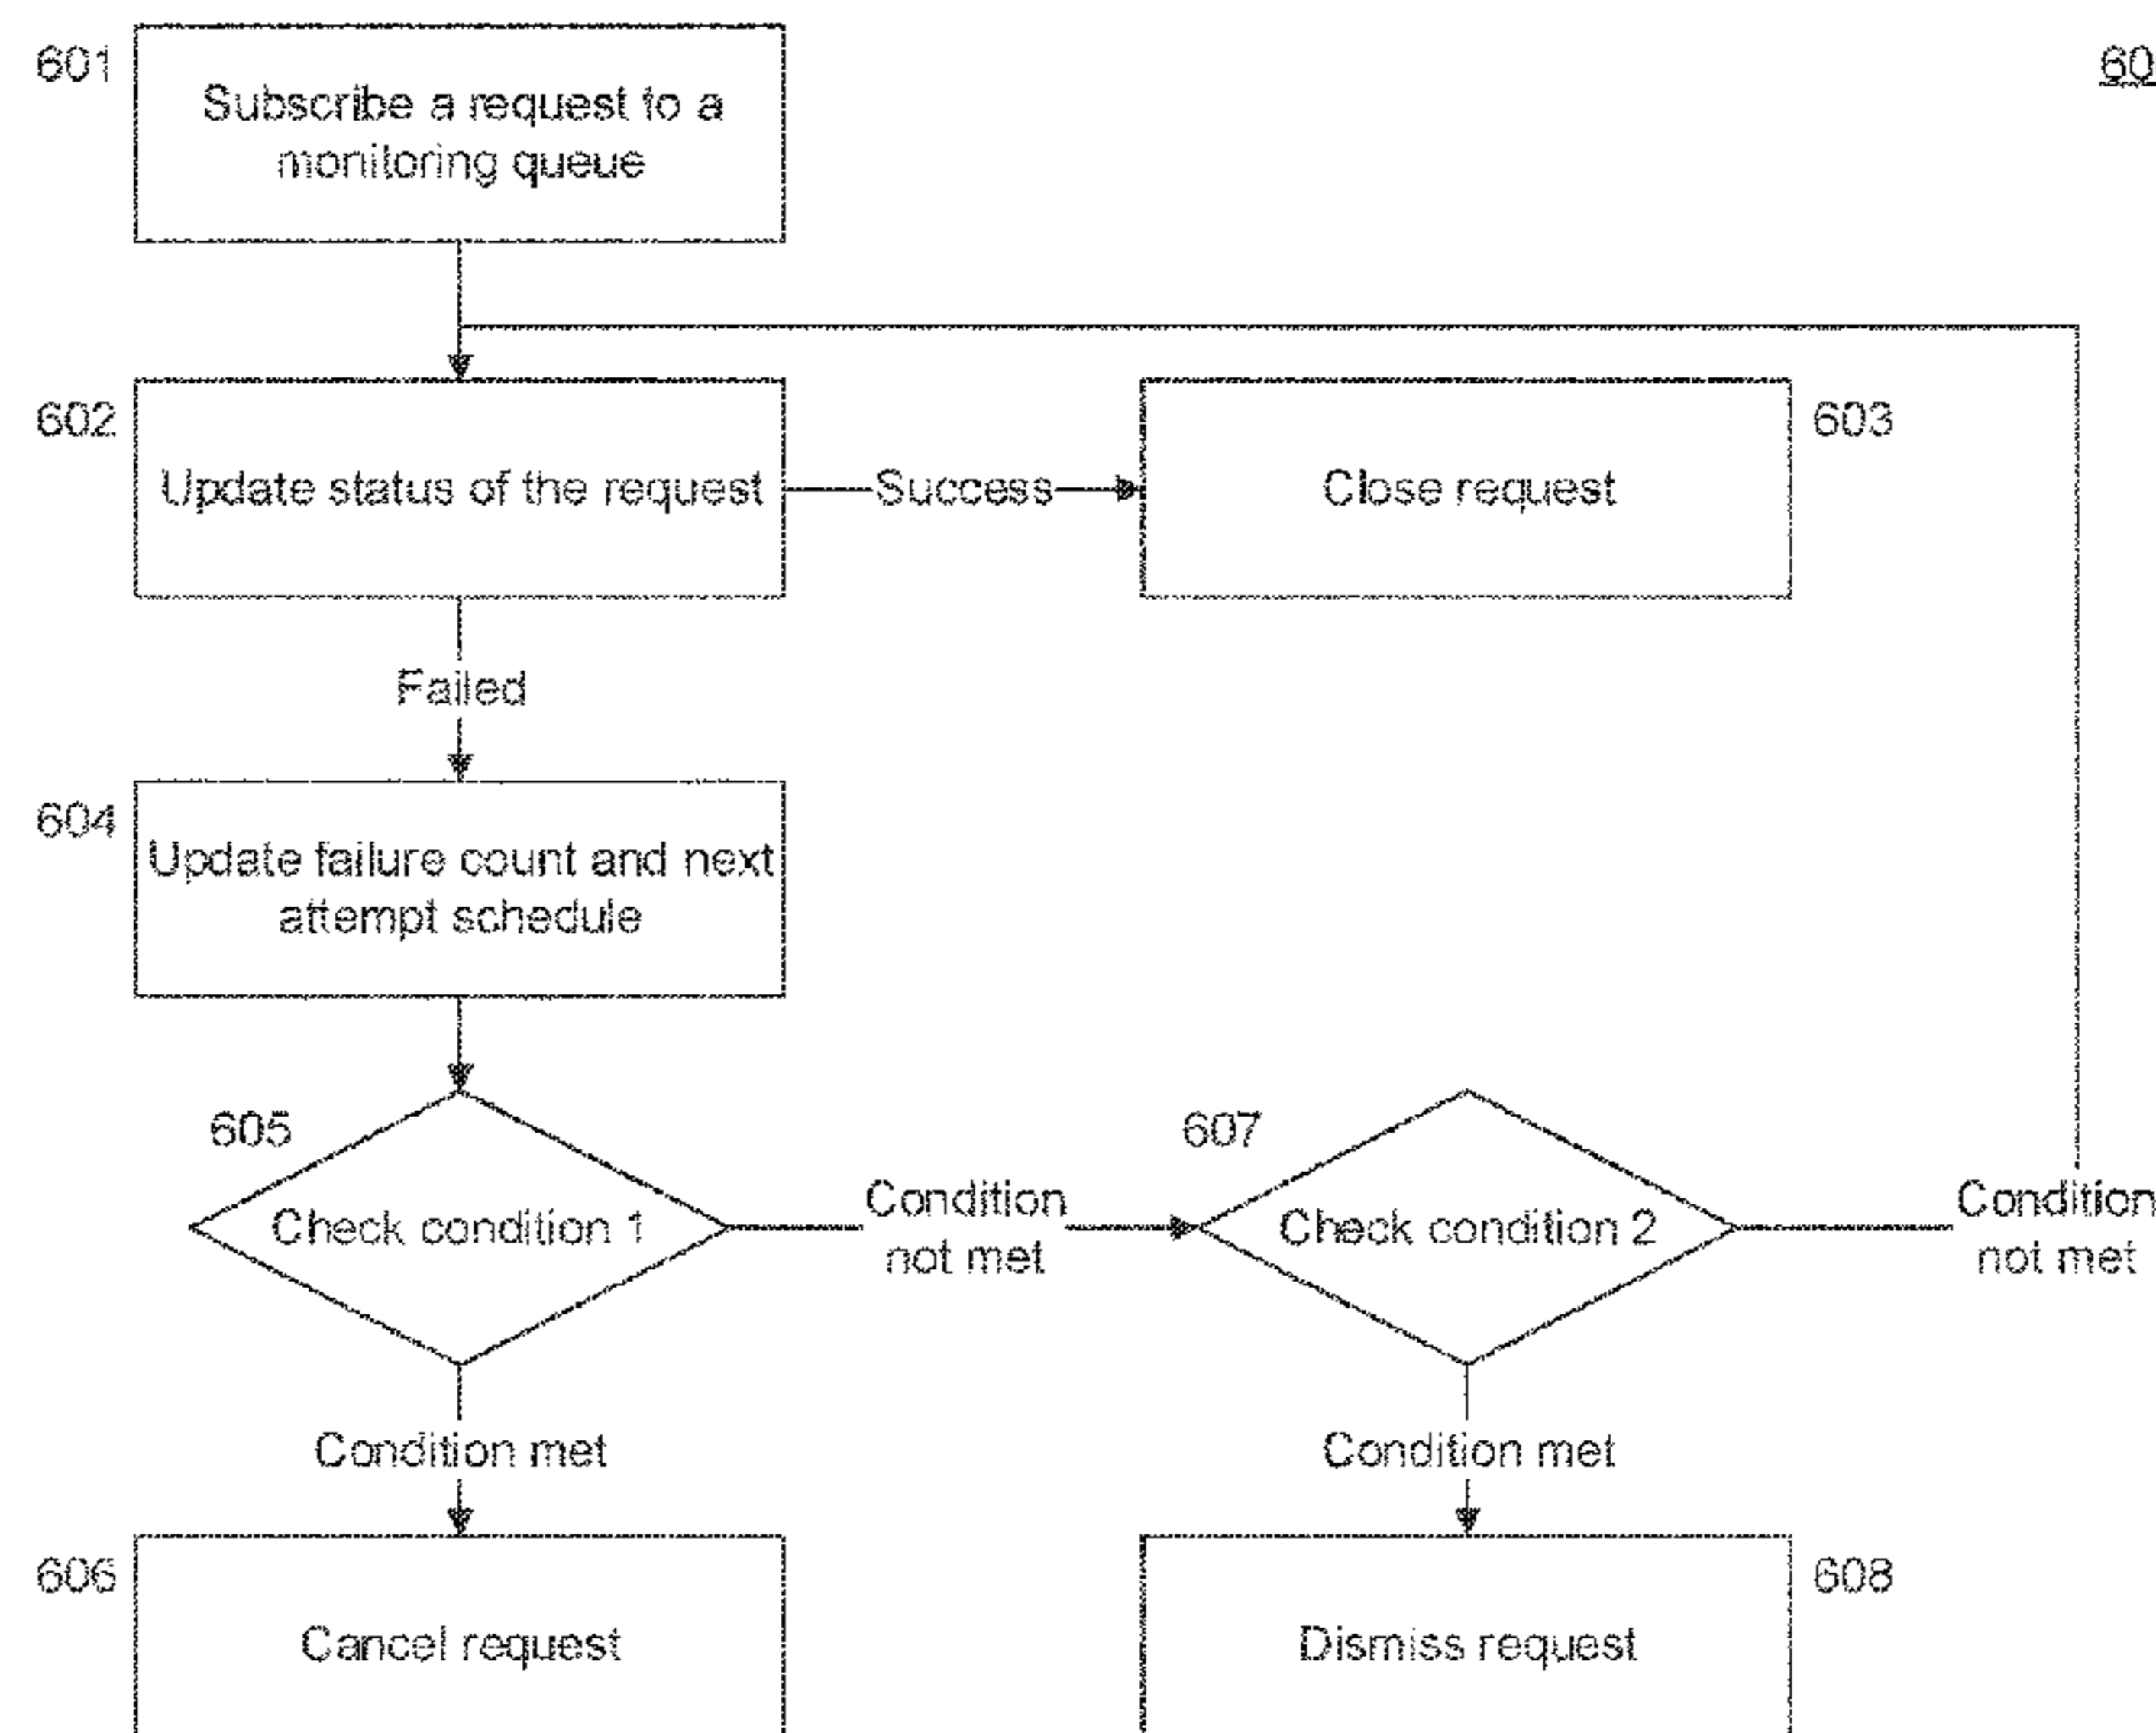 601
Subscribe a request to a
monitoring queue
602
Update status of the request
Success
Close request
603
Failed
604
Update failure count and next
attempt schedule
605
Check condition 1
Condition
not met
607
Check condition 2
Condition
not met
Condition met
Condition met
606
Cancel request
Dismiss request
608